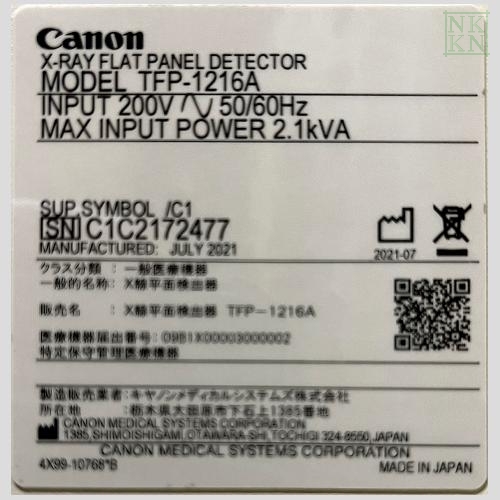 NK
KN
Canon
X-RAY FLAT PANEL DETECTOR
MODEL TFP-1216A
INPUT 200V 50/60Hz
MAX INPUT POWER 2.1kVA
SUP.SYMBOL /C1
SN C1C2172477
MANUFACTURED: JULY 2021
2021-07
クラス分類 : 一般医療機器
一般的名称: X線平面検出器
販売名 : X線平面検出器 TFP-1216A
医療機器届出番号: 09B1X00003000002
特定保守管理医療機器
製造販売業者: キヤノンメディカルシステムズ株式会社
所在地 : 栃木県大田原市下石上1385番地
CANON MEDICAL SYSTEMS CORPORATION
1385,SHIMOISHIGAMI,OTAWARA-SHI,TOCHIGI 324-8550,JAPAN
CANON MEDICAL SYSTEMS CORPORATION
4X99-10768*B MADE IN JAPAN